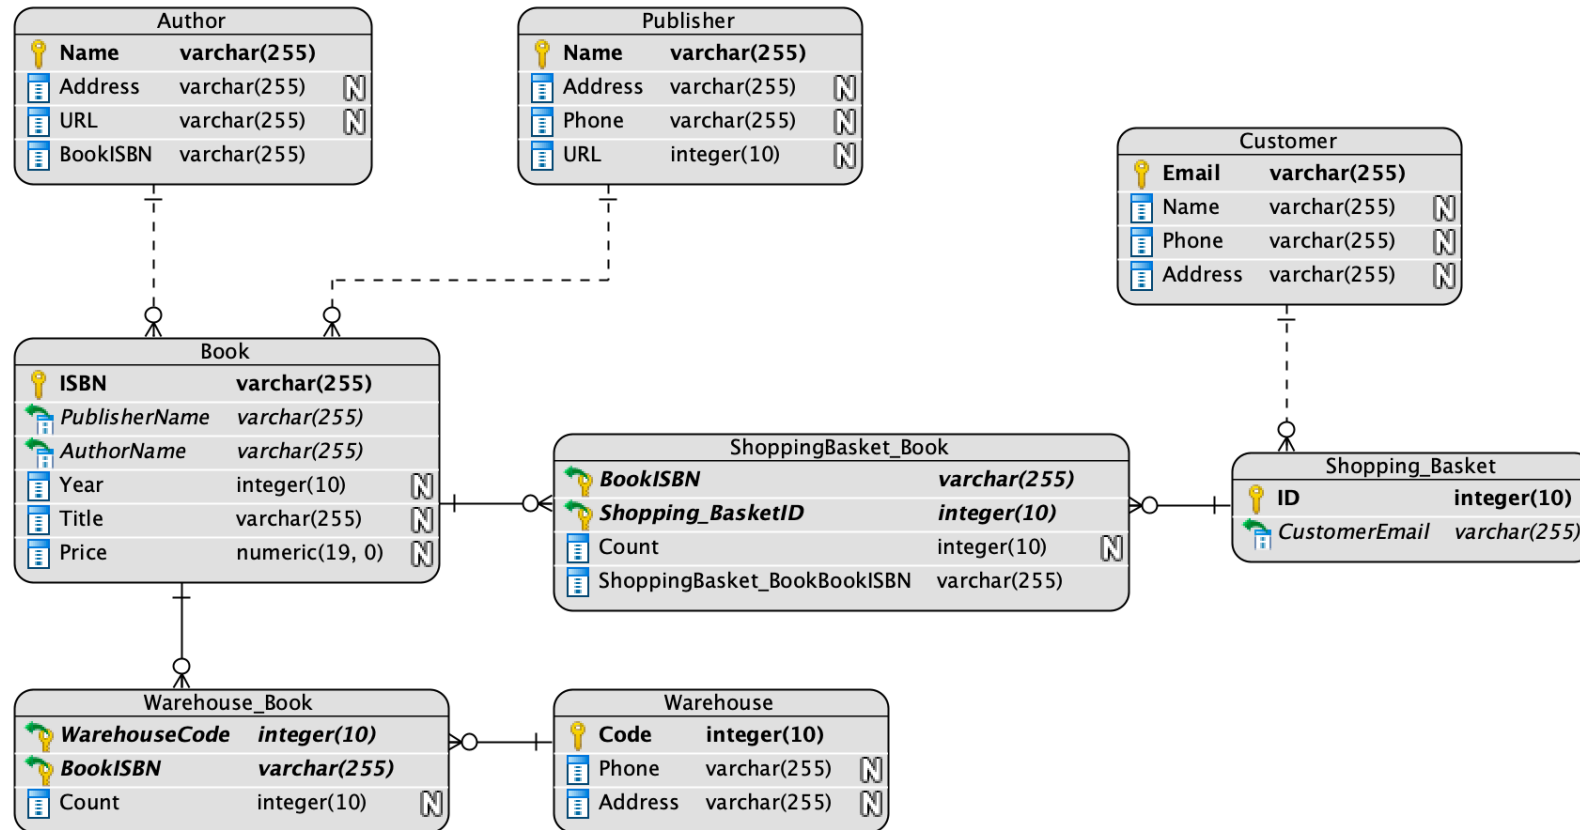 Author
Name varchar(255)
Address varchar(255) N
URL varchar(255) N
BookISBN varchar(255)
Publisher
Name varchar(255)
Address varchar(255) N
Phone varchar(255) N
URL integer(10) N
Customer
Email varchar(255)
Name varchar(255) N
Phone varchar(255) N
Address varchar(255) N
Book
ISBN varchar(255)
PublisherName varchar(255)
AuthorName varchar(255)
Year integer(10) N
Title varchar(255) N
Price numeric(19, 0) N
ShoppingBasket_Book
BookISBN varchar(255)
Shopping_BasketID integer(10)
Count integer(10) N
ShoppingBasket_BookBookISBN varchar(255)
Shopping_Basket
ID integer(10)
CustomerEmail varchar(255)
Warehouse_Book
WarehouseCode integer(10)
BookISBN varchar(255)
Count integer(10) N
Warehouse
Code integer(10)
Phone varchar(255) N
Address varchar(255) N